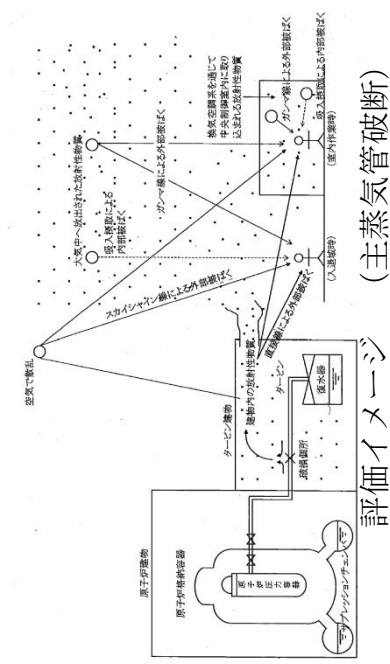 空気で散乱
大気中へ放出された放射性物質
吸入摂取による
内部被ばく
スカイシャイン線による外部被ばく
ガンマ線による外部被ばく
換気空調系を通じて
中央制御室内に取り
込まれる放射性物質
ガンマ線による外部被ばく
吸入摂取による内部被ばく
(室内作業時)
(入退域時)
直接線による外部被ばく
タービン建物
建物内の放射性物質
タービン
破損個所
復水器
原子炉建物
原子炉格納容器
原子炉圧力容器
サプレッションチェンバ
評価イメージ (主蒸気管破断)